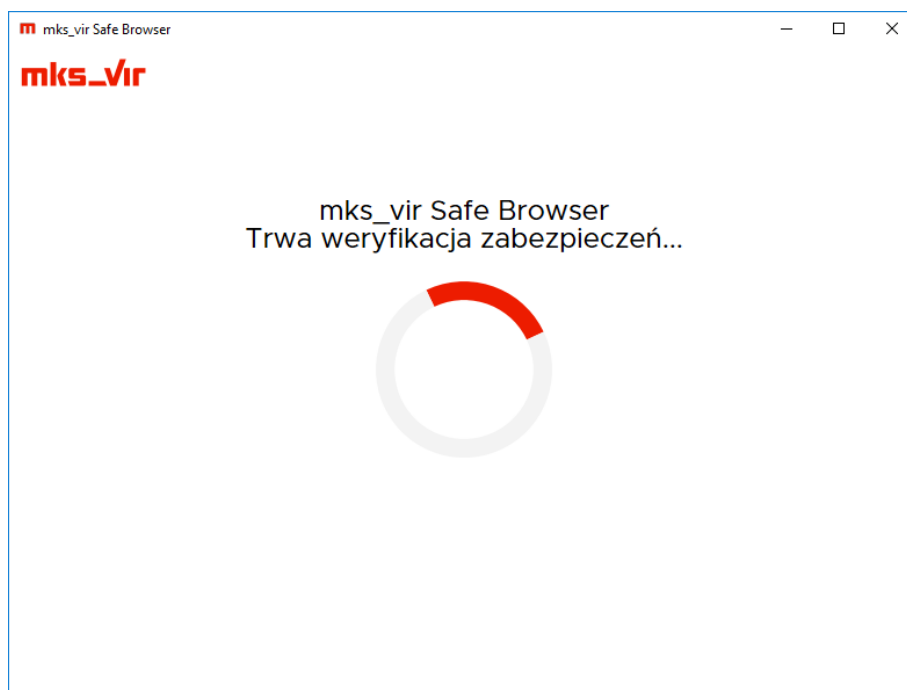 mks_vir Safe Browser
mks_vir
mks_vir Safe Browser
Trwa weryfikacja zabezpieczeń...